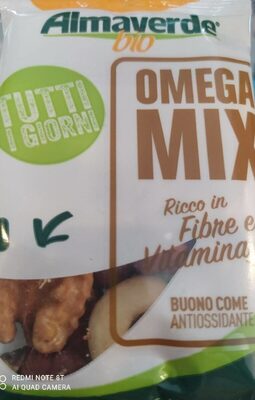 Almaverde
bio
TUTTI
I GIORNI
OMEGA
MIX
Ricco in
Fibre e
Vitamina
BUONO COME
ANTIOSSIDANTE
REDMI NOTE 8T
AI QUAD CAMERA